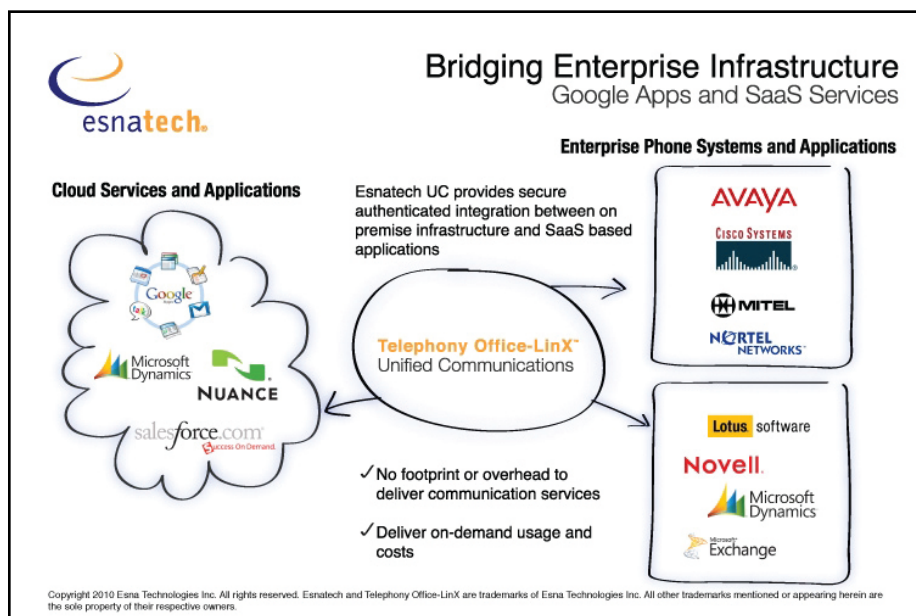 esnatech®
Bridging Enterprise Infrastructure
Google Apps and SaaS Services
Enterprise Phone Systems and Applications
Cloud Services and Applications
Esnatech UC provides secure
authenticated integration between on
premise infrastructure and SaaS based
applications
AVAYA
CISCO SYSTEMS
MITEL
NORTEL
NETWORKS™
Google
talk
Microsoft
Dynamics
NUANCE
salesforce.com
Success On Demand.
Telephony Office-LinX™
Unified Communications
Lotus software
Novell
Microsoft
Dynamics
Microsoft
Exchange
✓No footprint or overhead to
deliver communication services
✓Deliver on-demand usage and
costs
Copyright 2010 Esna Technologies Inc. All rights reserved. Esnatech and Telephony Office-LinX are trademarks of Esna Technologies Inc. All other trademarks mentioned or appearing herein are
the sole property of their respective owners.